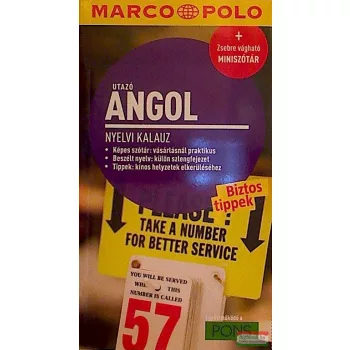 MARCO POLO
+
Zsebre vágható
MINISZÓTÁR
UTAZÓ
ANGOL
NYELVI KALAUZ
• Képes szótár: vásárlásnál praktikus
• Beszélt nyelv: külön szlengfejezet
• Tippek: kínos helyzetek elkerüléséhez
Biztos
tippek
PLEASE !
TAKE A NUMBER
FOR BETTER SERVICE
YOU WILL BE SERVED
WHEN THIS
NUMBER IS CALLED
57
PONS